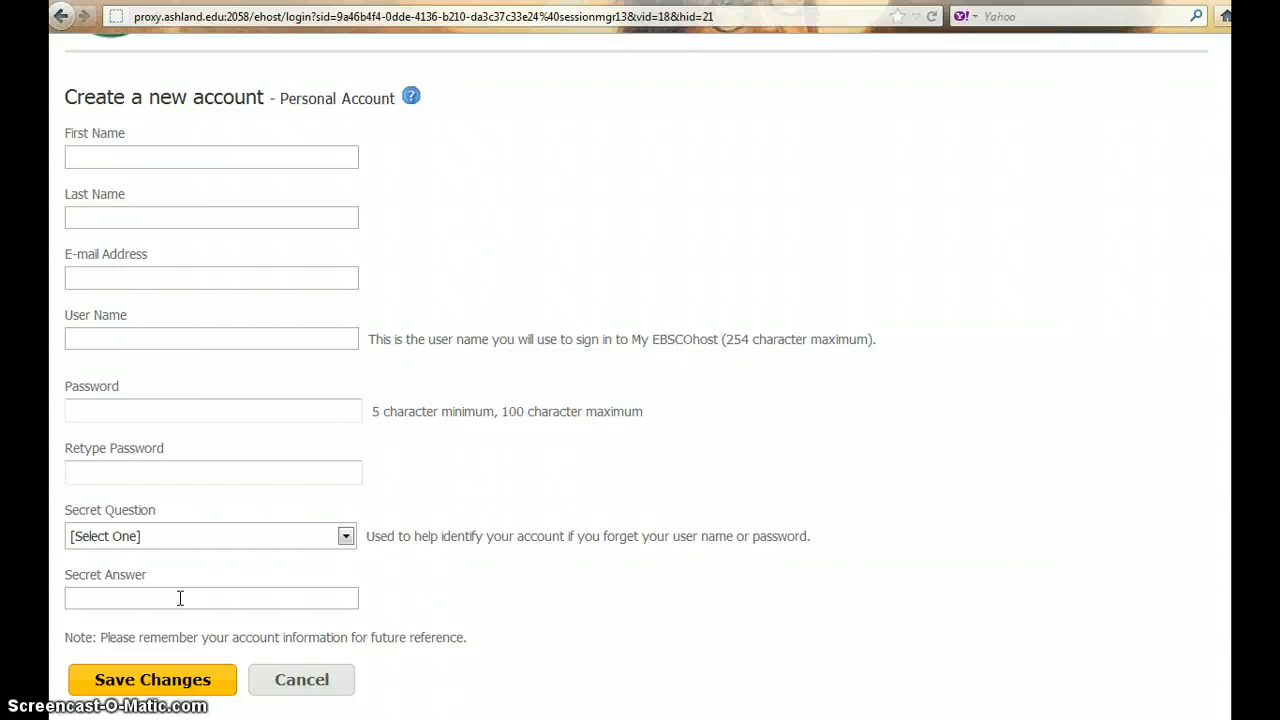 proxy.ashland.edu:2058/ehost/login?sid=9a46b4f4-0dde-4136-b210-da3c37c33e24%40sessionmgr13&vid=18&hid=21
Yahoo
Create a new account - Personal Account ?
First Name
Last Name
E-mail Address
User Name
This is the user name you will use to sign in to My EBSCOhost (254 character maximum).
Password
5 character minimum, 100 character maximum
Retype Password
Secret Question
[Select One] Used to help identify your account if you forget your user name or password.
Secret Answer
Note: Please remember your account information for future reference.
Save Changes Cancel
Screencast-O-Matic.com